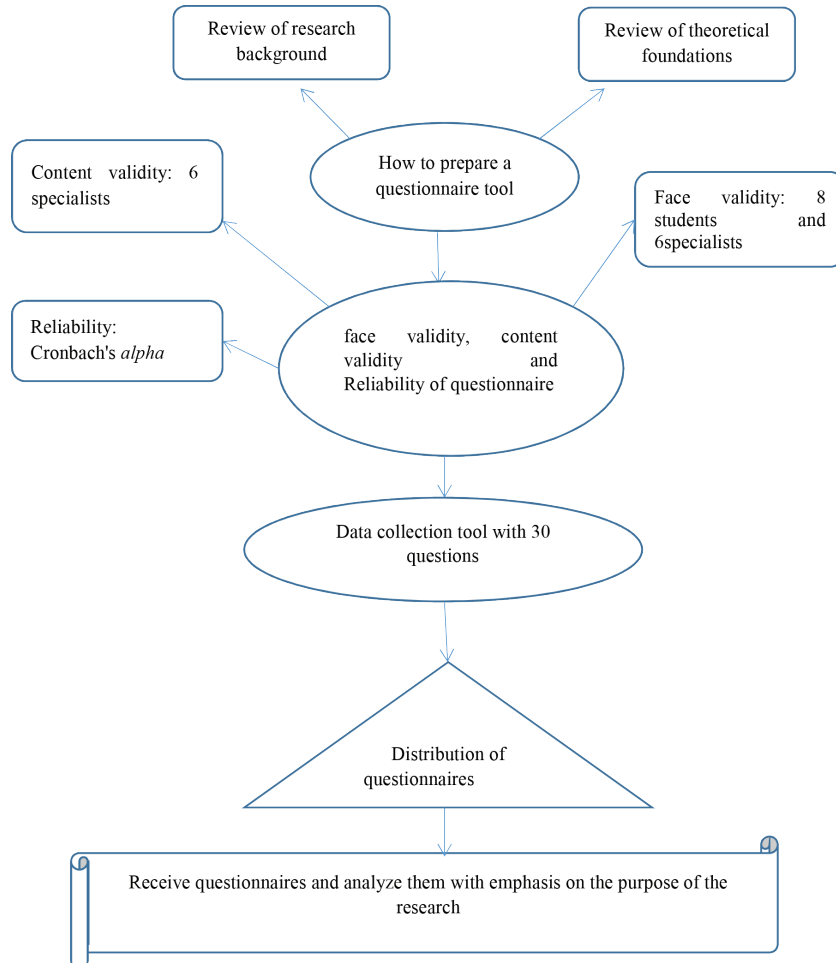 Review of research
background
Review of theoretical
foundations
How to prepare a
questionnaire tool
Content validity: 6
specialists
Face validity: 8
students and
6specialists
Reliability:
Cronbach's alpha
face validity, content
validity and
Reliability of questionnaire
Data collection tool with 30
questions
Distribution of
questionnaires
Receive questionnaires and analyze them with emphasis on the purpose of the
research